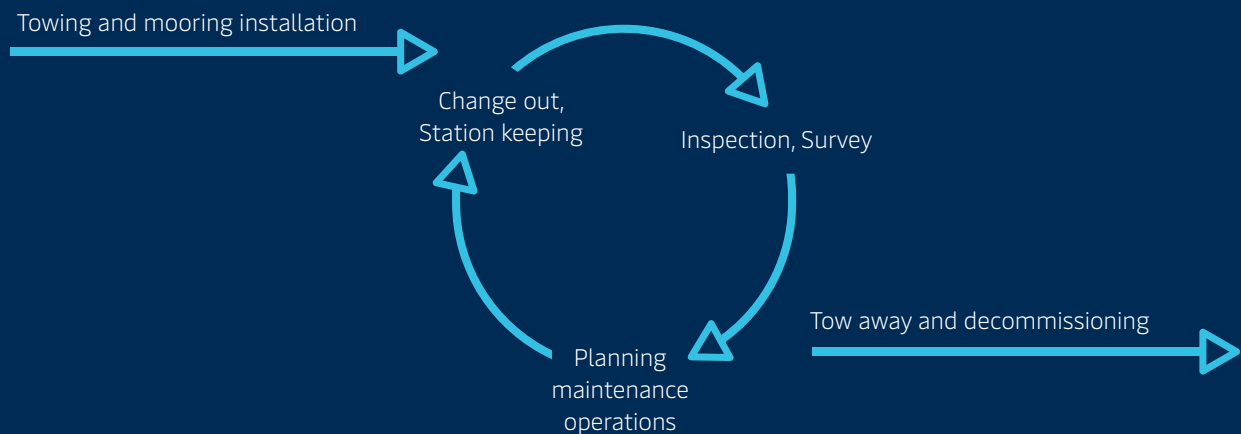 Towing and mooring installation
Change out,
Station keeping
Inspection, Survey
Tow away and decommissioning
Planning
maintenance
operations